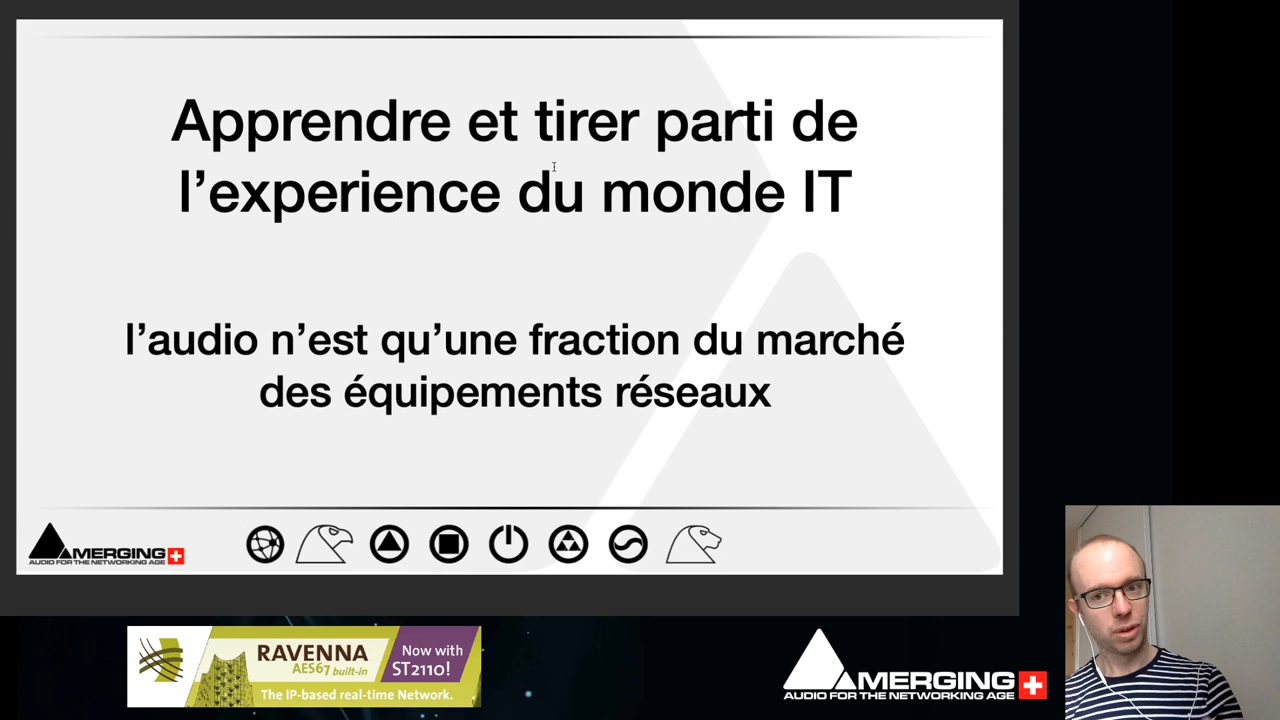 Apprendre et tirer parti de
l’experience du monde IT
l’audio n’est qu’une fraction du marché
des équipements réseaux
MERGING
AUDIO FOR THE NETWORKING AGE
RAVENNA
AES67 built-in
Now with
ST2110!
The IP-based real-time Network.
MERGING
AUDIO FOR THE NETWORKING AGE